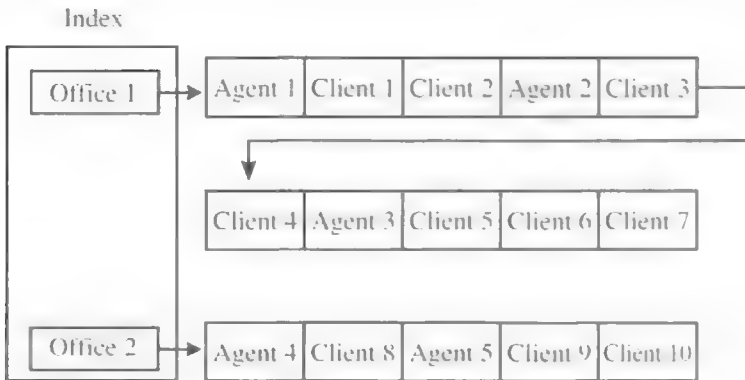 Index
Office 1 Agent 1 Client 1 Client 2 Agent 2 Client 3
Client 4 Agent 3 Client 5 Client 6 Client 7
Office 2 Agent 4 Client 8 Agent 5 Client 9 Client 10